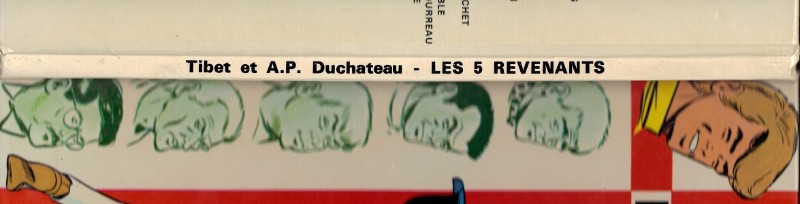 Tibet et A.P. Duchateau - LES 5 REVENANTS